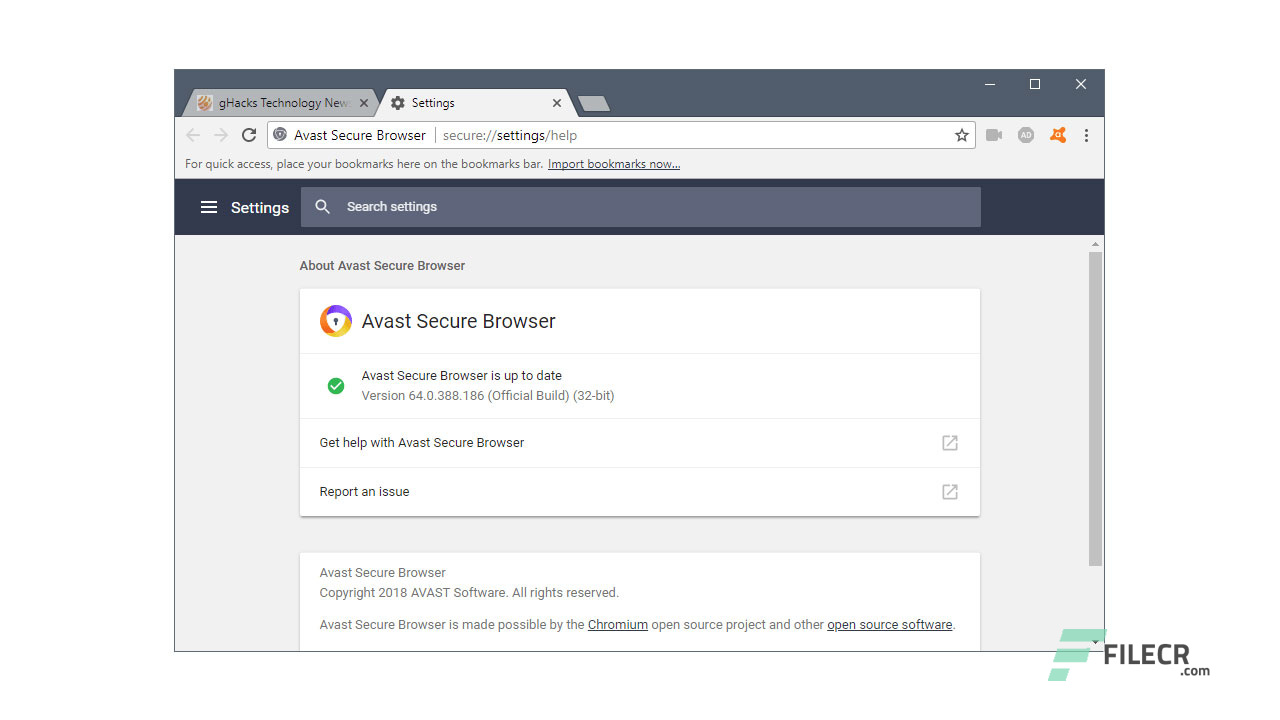 gHacks Technology News
Settings
Avast Secure Browser secure://settings/help
AD
For quick access, place your bookmarks here on the bookmarks bar. Import bookmarks now...
Settings
Search settings
About Avast Secure Browser
Avast Secure Browser
Avast Secure Browser is up to date
Version 64.0.388.186 (Official Build) (32-bit)
Get help with Avast Secure Browser
Report an issue
Avast Secure Browser
Copyright 2018 AVAST Software. All rights reserved.
Avast Secure Browser is made possible by the Chromium open source project and other open source software.
FILECR
.com